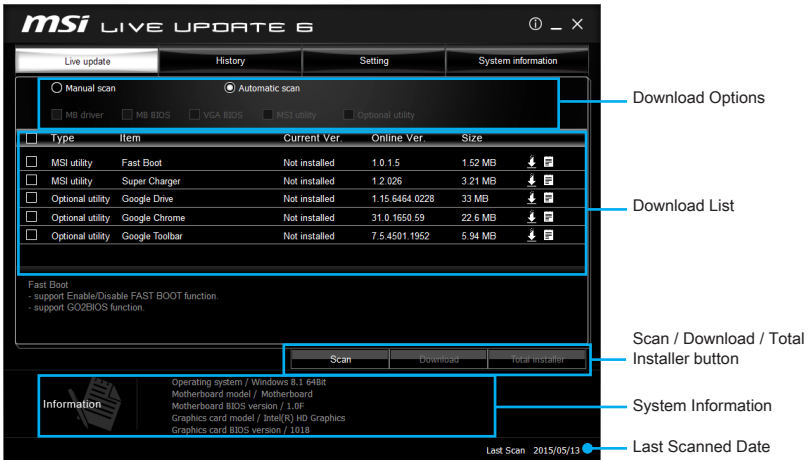 msi LIVE UPDATE 6
Live update History Setting System information
Manual scan Automatic scan
MB driver MB BIOS VGA BIOS MSI utility Optional utility
Download Options
Type Item Current Ver. Online Ver. Size
MSI utility Fast Boot Not installed 1.0.1.5 1.52 MB
MSI utility Super Charger Not installed 1.2.026 3.21 MB
Optional utility Google Drive Not installed 1.15.6464.0228 33 MB
Download List
Optional utility Google Chrome Not installed 31.0.1650.59 22.6 MB
Optional utility Google Toolbar Not installed 7.5.4501.1952 5.94 MB
Fast Boot
- support Enable/Disable FAST BOOT function.
- support GO2BIOS function.
Scan Download Total Installer
Scan / Download / Total
Installer button
Information
Operating system / Windows 8.1 64Bit
Motherboard model / Motherboard
Motherboard BIOS version / 1.0F
Graphics card model / Intel(R) HD Graphics
Graphics card BIOS version / 1018
System Information
Last Scan 2015/05/13
Last Scanned Date